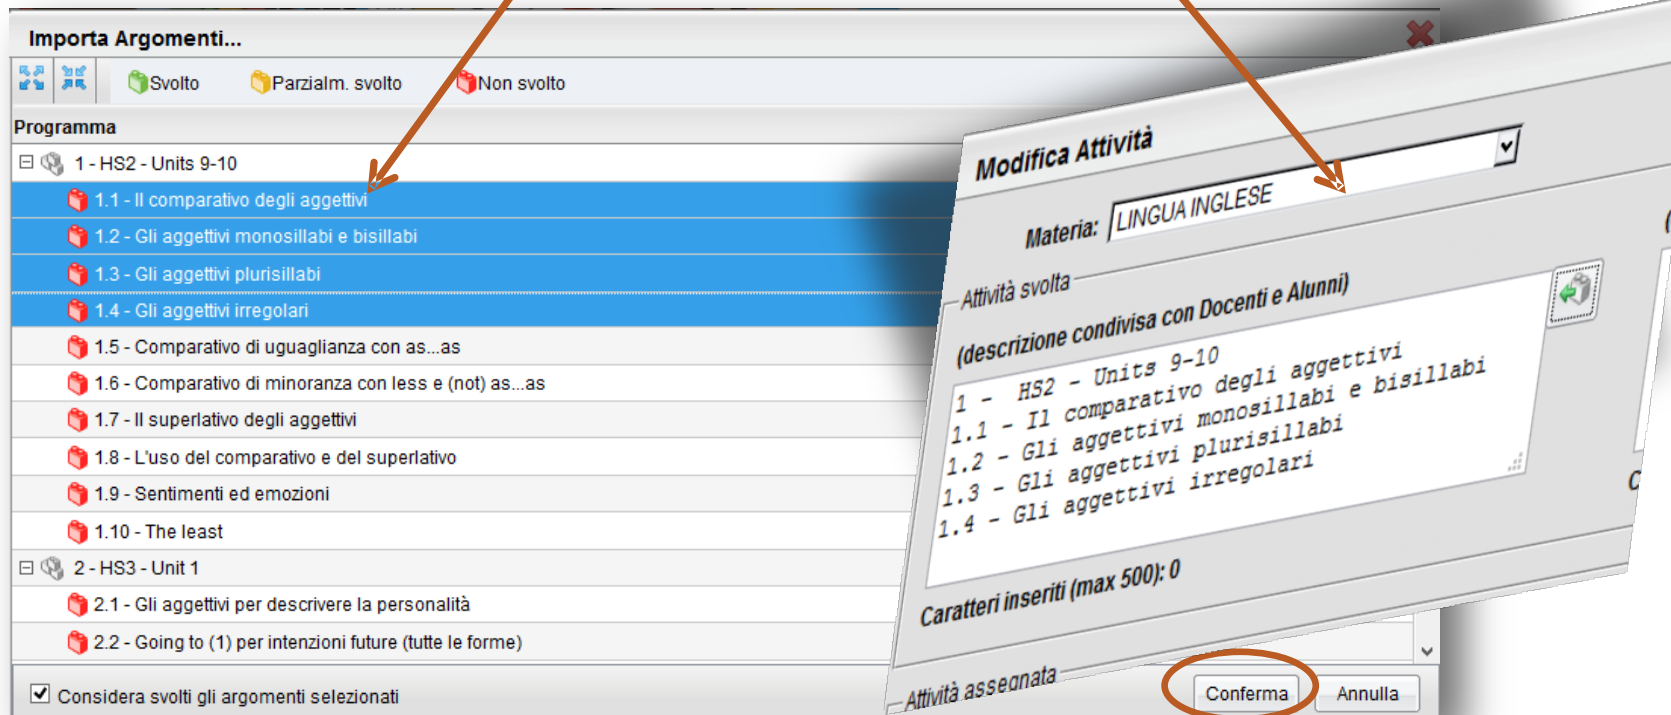 Importa Argomenti...
Svolto Parzialm. svolto Non svolto
Programma
1 - HS2 - Units 9-10
1.1 - Il comparativo degli aggettivi
1.2 - Gli aggettivi monosillabi e bisillabi
1.3 - Gli aggettivi plurisillabi
1.4 - Gli aggettivi irregolari
1.5 - Comparativo di uguaglianza con as...as
1.6 - Comparativo di minoranza con less e (not) as...as
1.7 - Il superlativo degli aggettivi
1.8 - L'uso del comparativo e del superlativo
1.9 - Sentimenti ed emozioni
1.10 - The least
2 - HS3 - Unit 1
2.1 - Gli aggettivi per descrivere la personalità
2.2 - Going to (1) per intenzioni future (tutte le forme)
Considera svolti gli argomenti selezionati
Conferma Annulla
Modifica Attività
Materia: LINGUA INGLESE
Attività svolta
(descrizione condivisa con Docenti e Alunni)
1 - HS2 - Units 9-10
1.1 - Il comparativo degli aggettivi
1.2 - Gli aggettivi monosillabi e bisillabi
1.3 - Gli aggettivi plurisillabi
1.4 - Gli aggettivi irregolari
Caratteri inseriti (max 500): 0
Attività assegnata
(
C